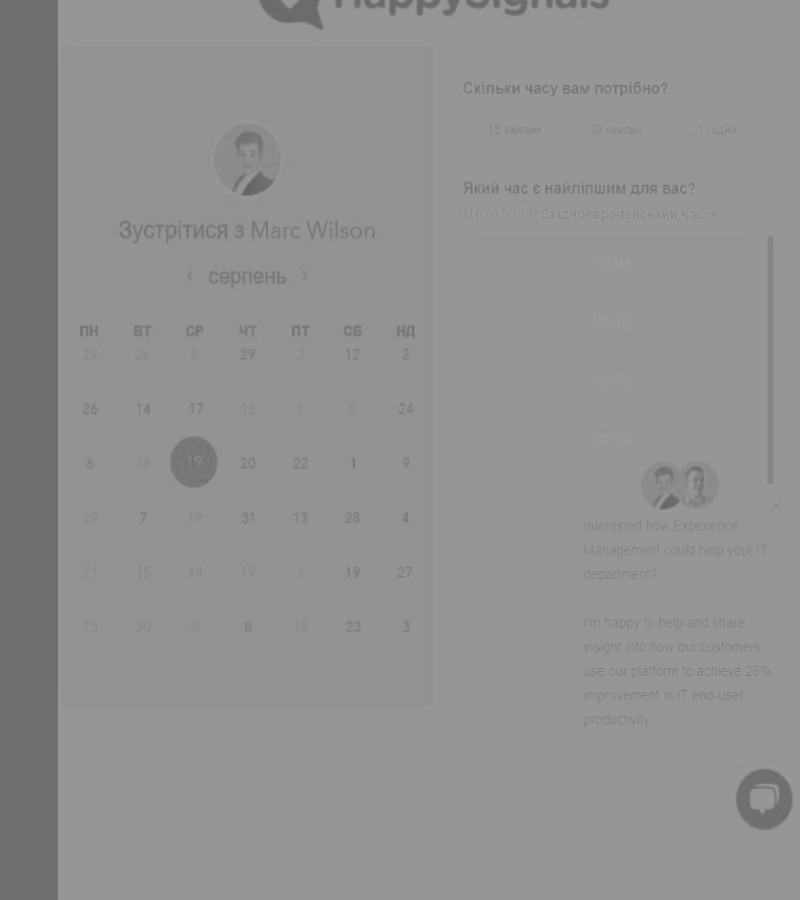 HappySignals
Зустрітися з Marc Wilson
серпень
ПН ВТ СР ЧТ ПТ СБ НД
29 26 5 29 2 12 2
26 14 17 15 1 5 24
6 18 19 20 22 1 9
29 7 19 31 13 28 4
21 15 14 19 1 19 27
13 30 8 8 15 23 3
Скільки часу вам потрібно?
15 хвилин 30 хвилин 1 годин
Який час є найліпшим для вас?
UTC +03:00 Східноєвропейський час
Interested how Experience
Management could help your IT
department?
I'm happy to help and share
insight into how our customers
use our platform to achieve 26%
improvement in IT end-user
productivity